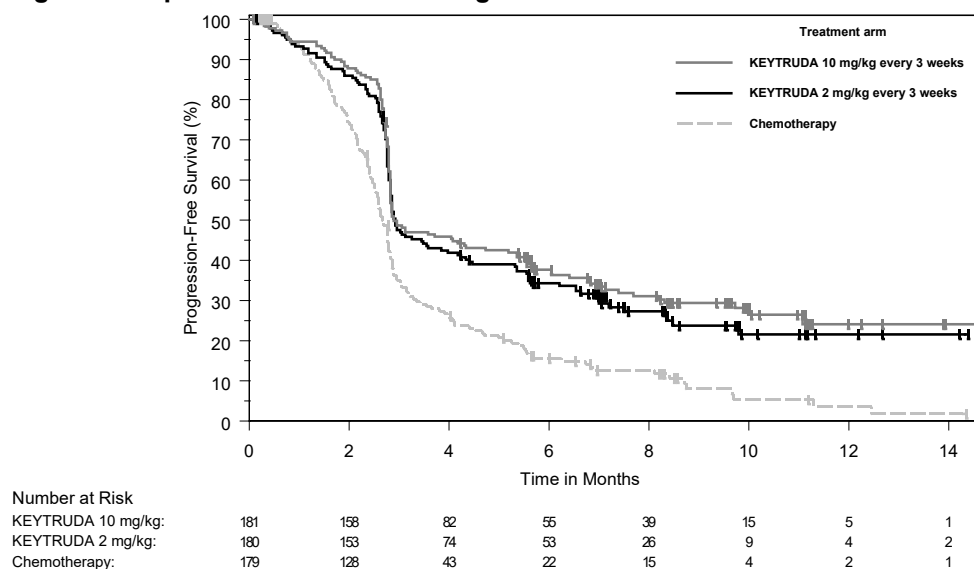 100
90
80
70
60
50
40
30
20
10
0
Progression-Free Survival (%)
Treatment arm
KEYTRUDA 10 mg/kg every 3 weeks
KEYTRUDA 2 mg/kg every 3 weeks
Chemotherapy
0 2 4 6 8 10 12 14
Time in Months
Number at Risk
KEYTRUDA 10 mg/kg: 181 158 82 55 39 15 5 1
KEYTRUDA 2 mg/kg: 180 153 74 53 26 9 4 2
Chemotherapy: 179 128 43 22 15 4 2 1